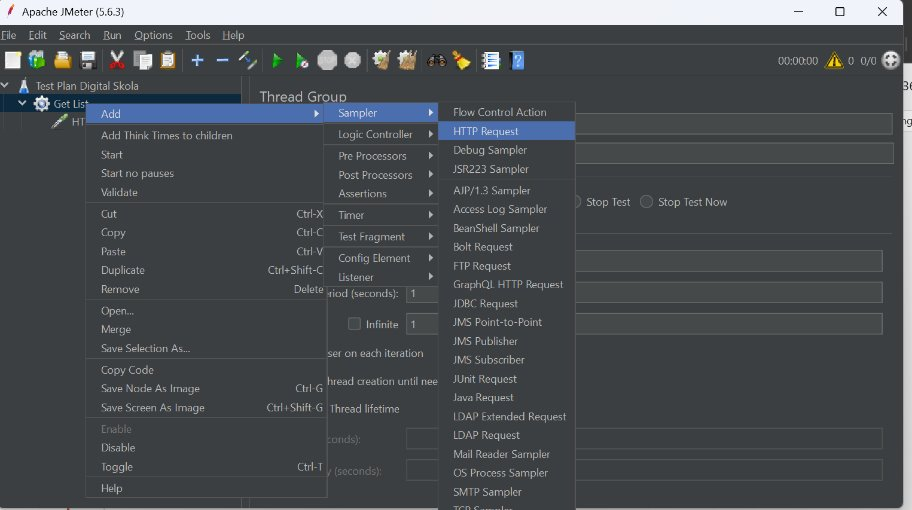 Apache JMeter (5.6.3)
File Edit Search Run Options Tools Help
00:00:00 0 0/0
Test Plan Digital Skola
Get List
HT
Thread Group
Add
Add Think Times to children
Start
Start no pauses
Validate
Cut Ctrl-X
Copy Ctrl-C
Paste Ctrl-V
Duplicate Ctrl+Shift-C
Remove Delete
Open...
Merge
Save Selection As...
Copy Code
Save Node As Image Ctrl-G
Save Screen As Image Ctrl+Shift-G
Enable
Disable
Toggle Ctrl-T
Help
Sampler
Logic Controller
Pre Processors
Post Processors
Assertions
Timer
Test Fragment
Config Element
Listener
Flow Control Action
HTTP Request
Debug Sampler
JSR223 Sampler
AJP/1.3 Sampler
Access Log Sampler
BeanShell Sampler
Bolt Request
FTP Request
GraphQL HTTP Request
JDBC Request
JMS Point-to-Point
JMS Publisher
JMS Subscriber
JUnit Request
Java Request
LDAP Extended Request
LDAP Request
Mail Reader Sampler
OS Process Sampler
SMTP Sampler
TCP Sampler
Stop Test Stop Test Now
eriod (seconds): 1
Infinite 1
ser on each iteration
hread creation until nee
Thread lifetime
conds):
y (seconds):